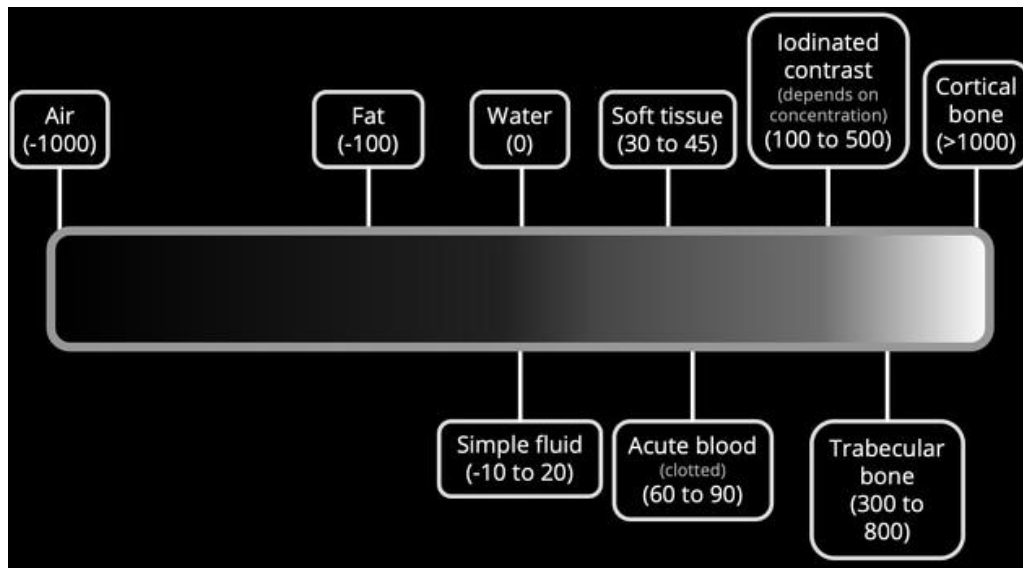 Air
(-1000)
Fat
(-100)
Water
(0)
Soft tissue
(30 to 45)
Iodinated
contrast
(depends on
concentration)
(100 to 500)
Cortical
bone
(>1000)
Simple fluid
(-10 to 20)
Acute blood
(clotted)
(60 to 90)
Trabecular
bone
(300 to
800)